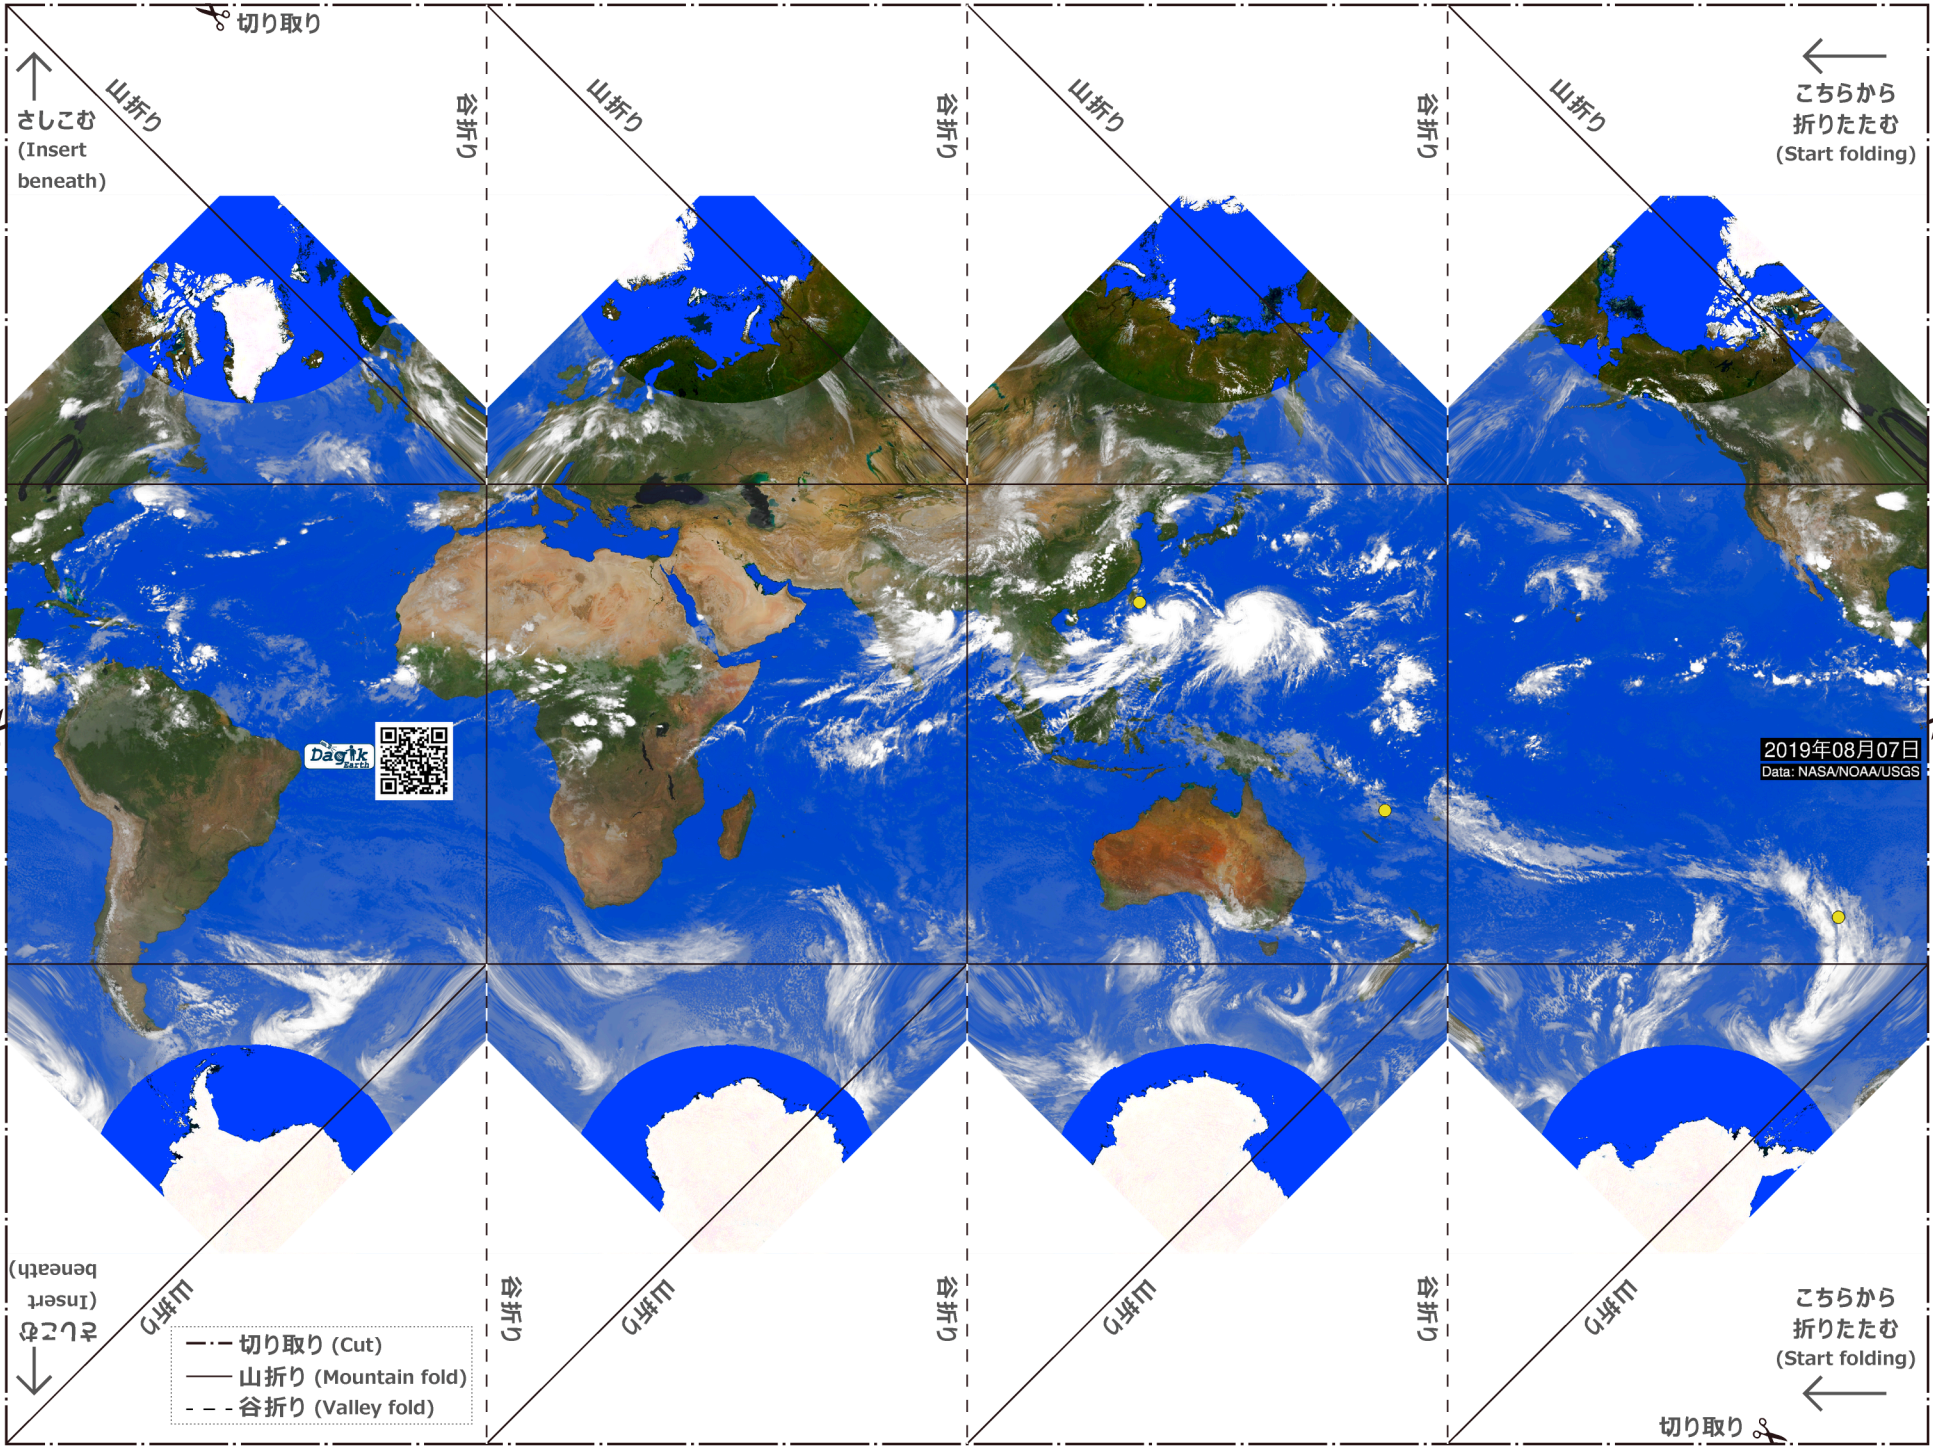 切り取り
山折り
谷折り
山折り
谷折り
山折り
谷折り
山折り
さしこむ
(Insert
beneath)
こちらから
折りたたむ
(Start folding)
Dagik
Earth
2019年08月07日
Data: NASA/NOAA/USGS
さしこむ
(Insert
beneath)
山折り
谷折り
山折り
谷折り
山折り
谷折り
山折り
切り取り (Cut)
山折り (Mountain fold)
谷折り (Valley fold)
こちらから
折りたたむ
(Start folding)
切り取り